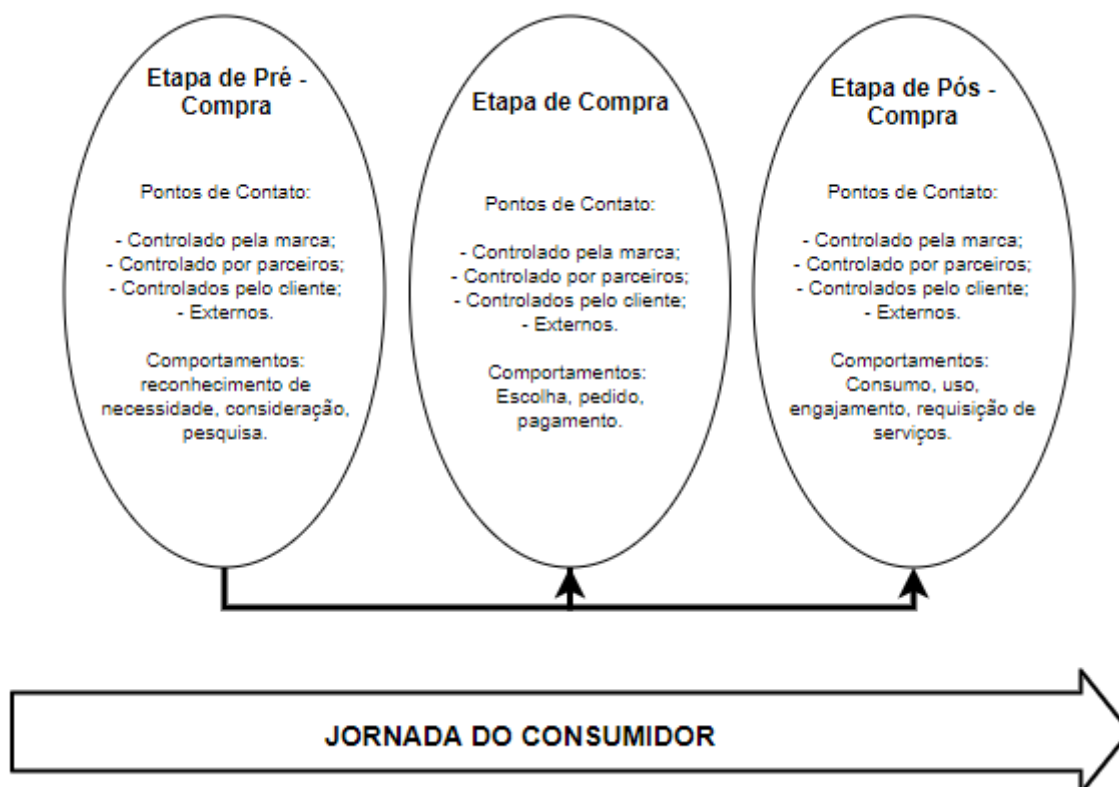 Etapa de Pré -
Compra
Pontos de Contato:
- Controlado pela marca;
- Controlado por parceiros;
- Controlados pelo cliente;
- Externos.
Comportamentos:
reconhecimento de
necessidade, consideração,
pesquisa.
Etapa de Compra
Pontos de Contato:
- Controlado pela marca;
- Controlado por parceiros;
- Controlados pelo cliente;
- Externos.
Comportamentos:
Escolha, pedido,
pagamento.
Etapa de Pós -
Compra
Pontos de Contato:
- Controlado pela marca;
- Controlado por parceiros;
- Controlados pelo cliente;
- Externos.
Comportamentos:
Consumo, uso,
engajamento, requisição de
serviços.
JORNADA DO CONSUMIDOR